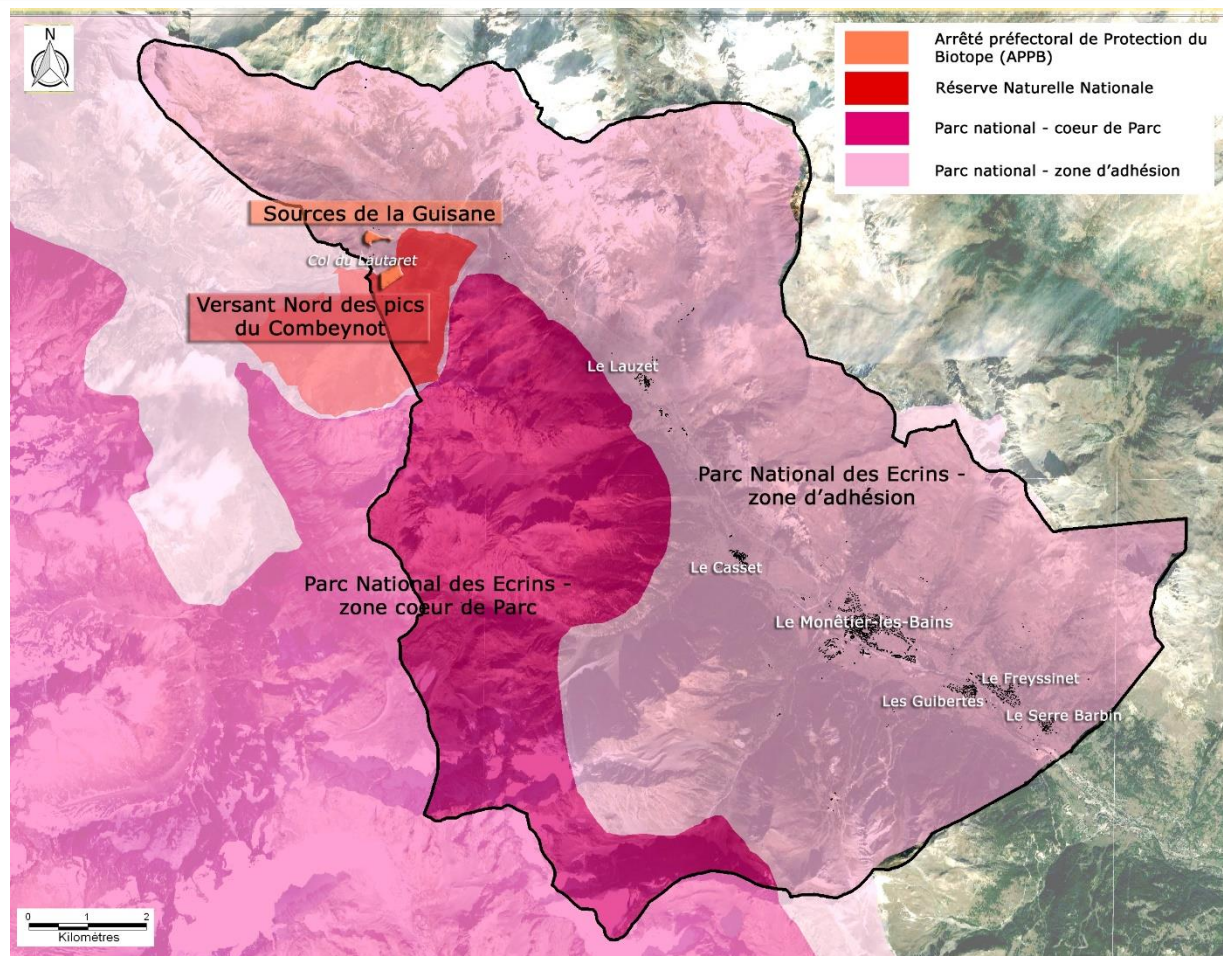 N
Arrêté préfectoral de Protection du
Biotope (APPB)
Réserve Naturelle Nationale
Parc national - coeur de Parc
Parc national - zone d'adhésion
Sources de la Guisane
Col du Lautaret
Versant Nord des pics
du Combeynot
Le Lauzet
Parc National des Ecrins -
zone d'adhésion
Le Casset
Parc National des Ecrins -
zone coeur de Parc
Le Monêtier-les-Bains
Le Freyssinet
Les Guibertes
Le Serre Barbin
0 1 2
Kilométres